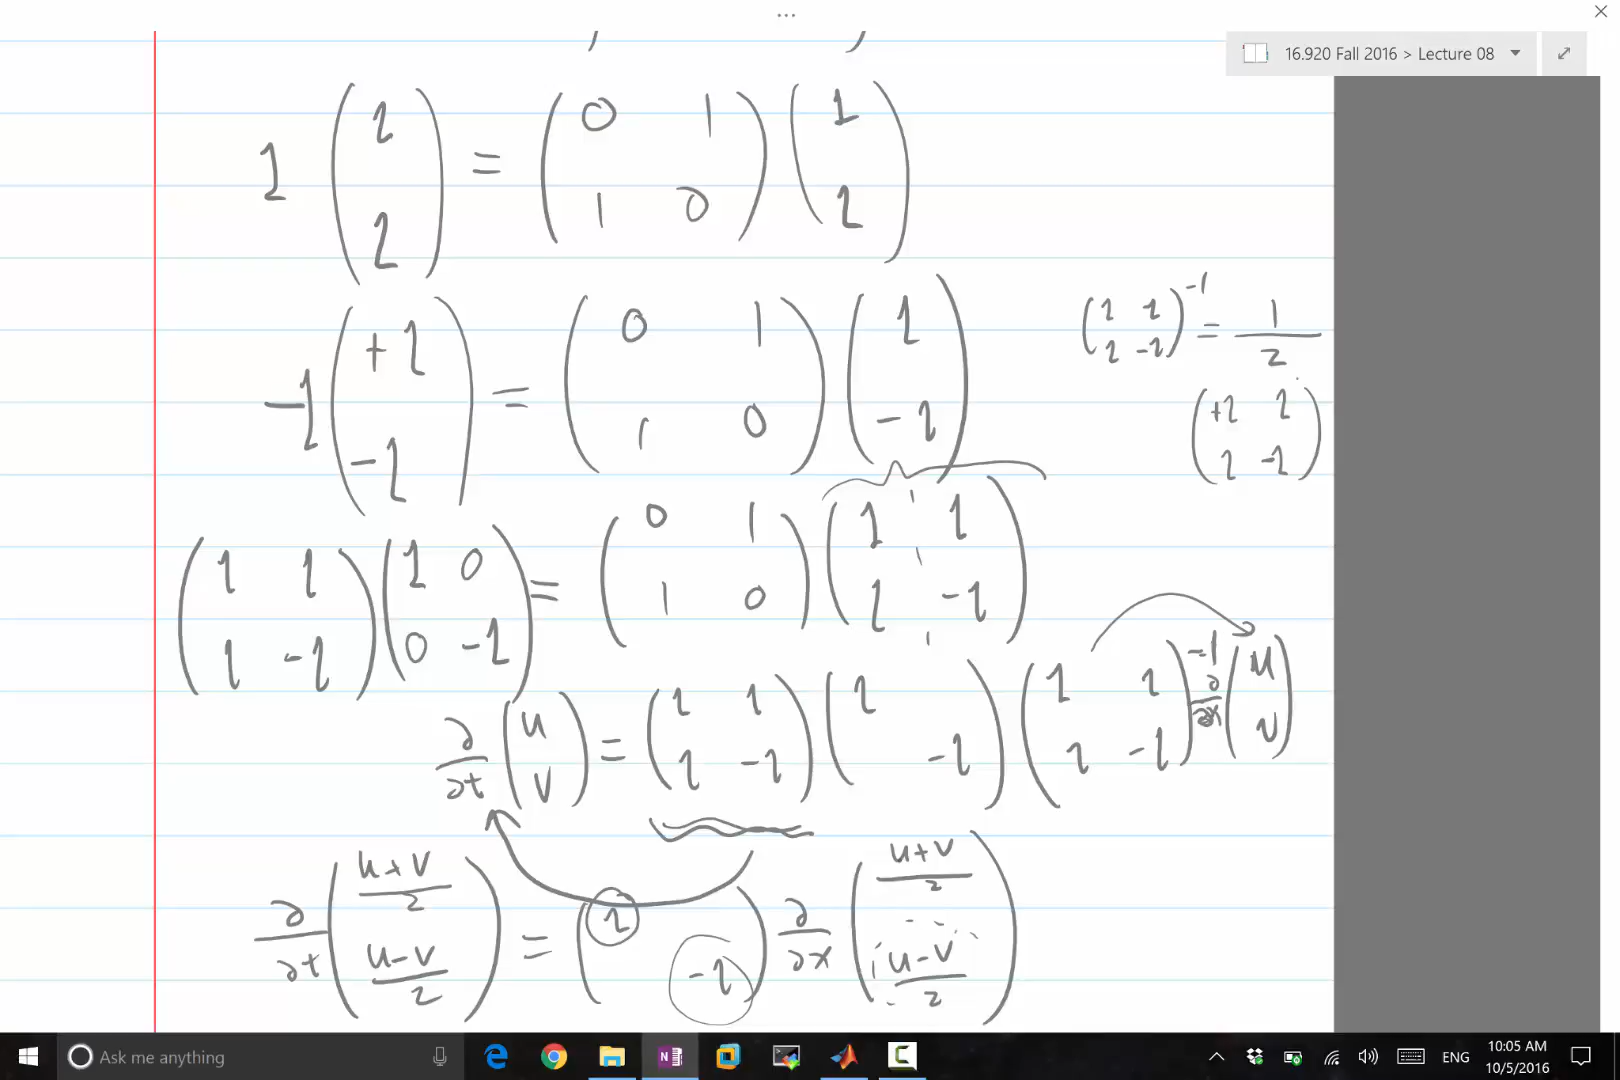 16.920 Fall 2016 > Lecture 08
1 (1 1) = (0 1 1 0) (1 1)
-1 (+1 -1) = (0 1 1 0) (1 -1)
(1 1 1 -1)^-1 = 1/2 (+1 1 1 -1)
(1 1 1 -1) (1 0 0 -1) = (0 1 1 0) (1 1 1 -1)
∂/∂t (u v) = (1 1 1 -1) (1 -1) (1 1 1 -1)^-1 ∂/∂x (u v)
∂/∂t ((u+v)/2 (u-v)/2) = (1 -1) ∂/∂x ((u+v)/2 (u-v)/2)
Ask me anything
ENG
10:05 AM
10/5/2016